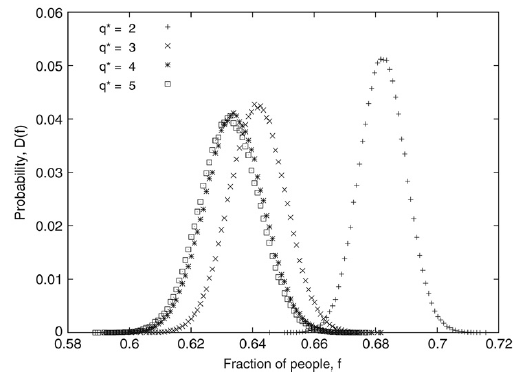 0.06
0.05
0.04
0.03
0.02
0.01
0
Probability, D(f)
q* = 2
q* = 3
q* = 4
q* = 5
0.58 0.6 0.62 0.64 0.66 0.68 0.7 0.72
Fraction of people, f